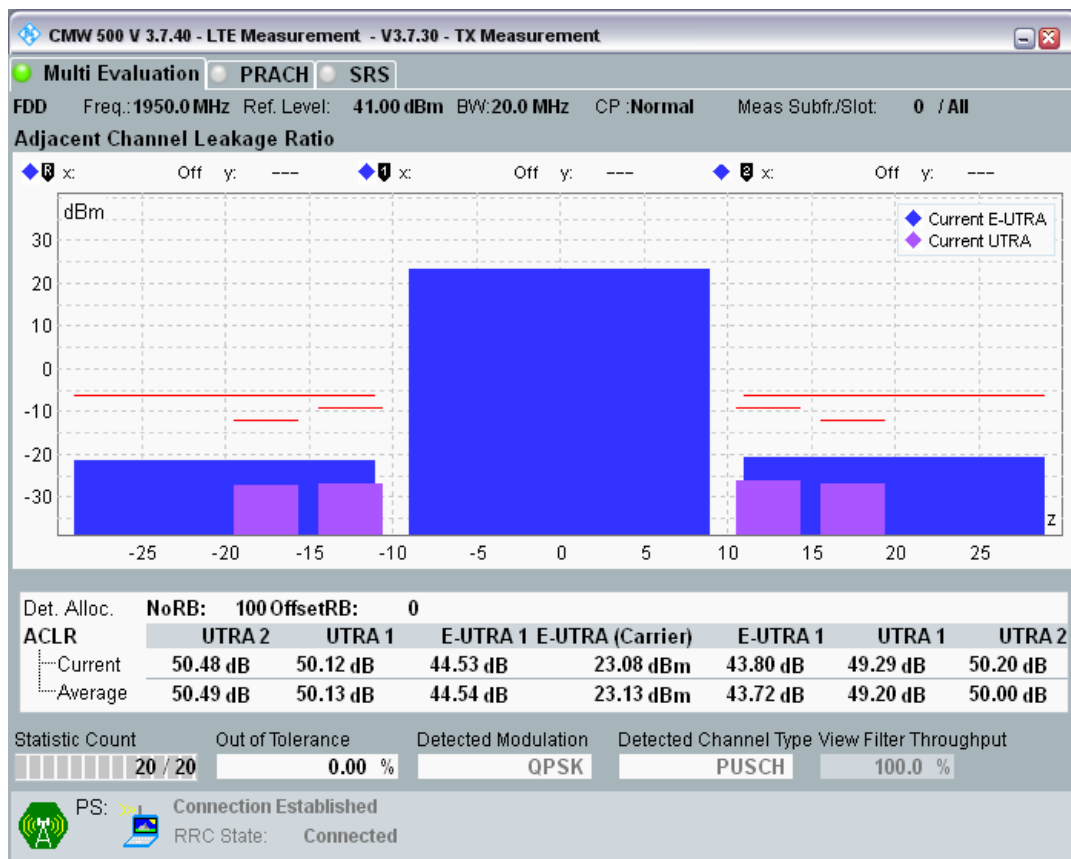 CMW 500 V 3.7.40 - LTE Measurement - V3.7.30 - TX Measurement
Multi Evaluation PRACH SRS
FDD Freq.:1950.0 MHz Ref. Level: 41.00 dBm BW:20.0 MHz CP :Normal Meas Subfr./Slot: 0 / All
Adjacent Channel Leakage Ratio
R x: Off y: --- 1 x: Off y: --- 2 x: Off y: ---
dBm
Current E-UTRA
Current UTRA
30
20
10
0
-10
-20
-30
z
-25 -20 -15 -10 -5 0 5 10 15 20 25
Det. Alloc. NoRB: 100 OffsetRB: 0
ACLR UTRA 2 UTRA 1 E-UTRA 1 E-UTRA (Carrier) E-UTRA 1 UTRA 1 UTRA 2
Current 50.48 dB 50.12 dB 44.53 dB 23.08 dBm 43.80 dB 49.29 dB 50.20 dB
Average 50.49 dB 50.13 dB 44.54 dB 23.13 dBm 43.72 dB 49.20 dB 50.00 dB
Statistic Count Out of Tolerance Detected Modulation Detected Channel Type View Filter Throughput
20 / 20 0.00 % QPSK PUSCH 100.0 %
PS: Connection Established
RRC State: Connected